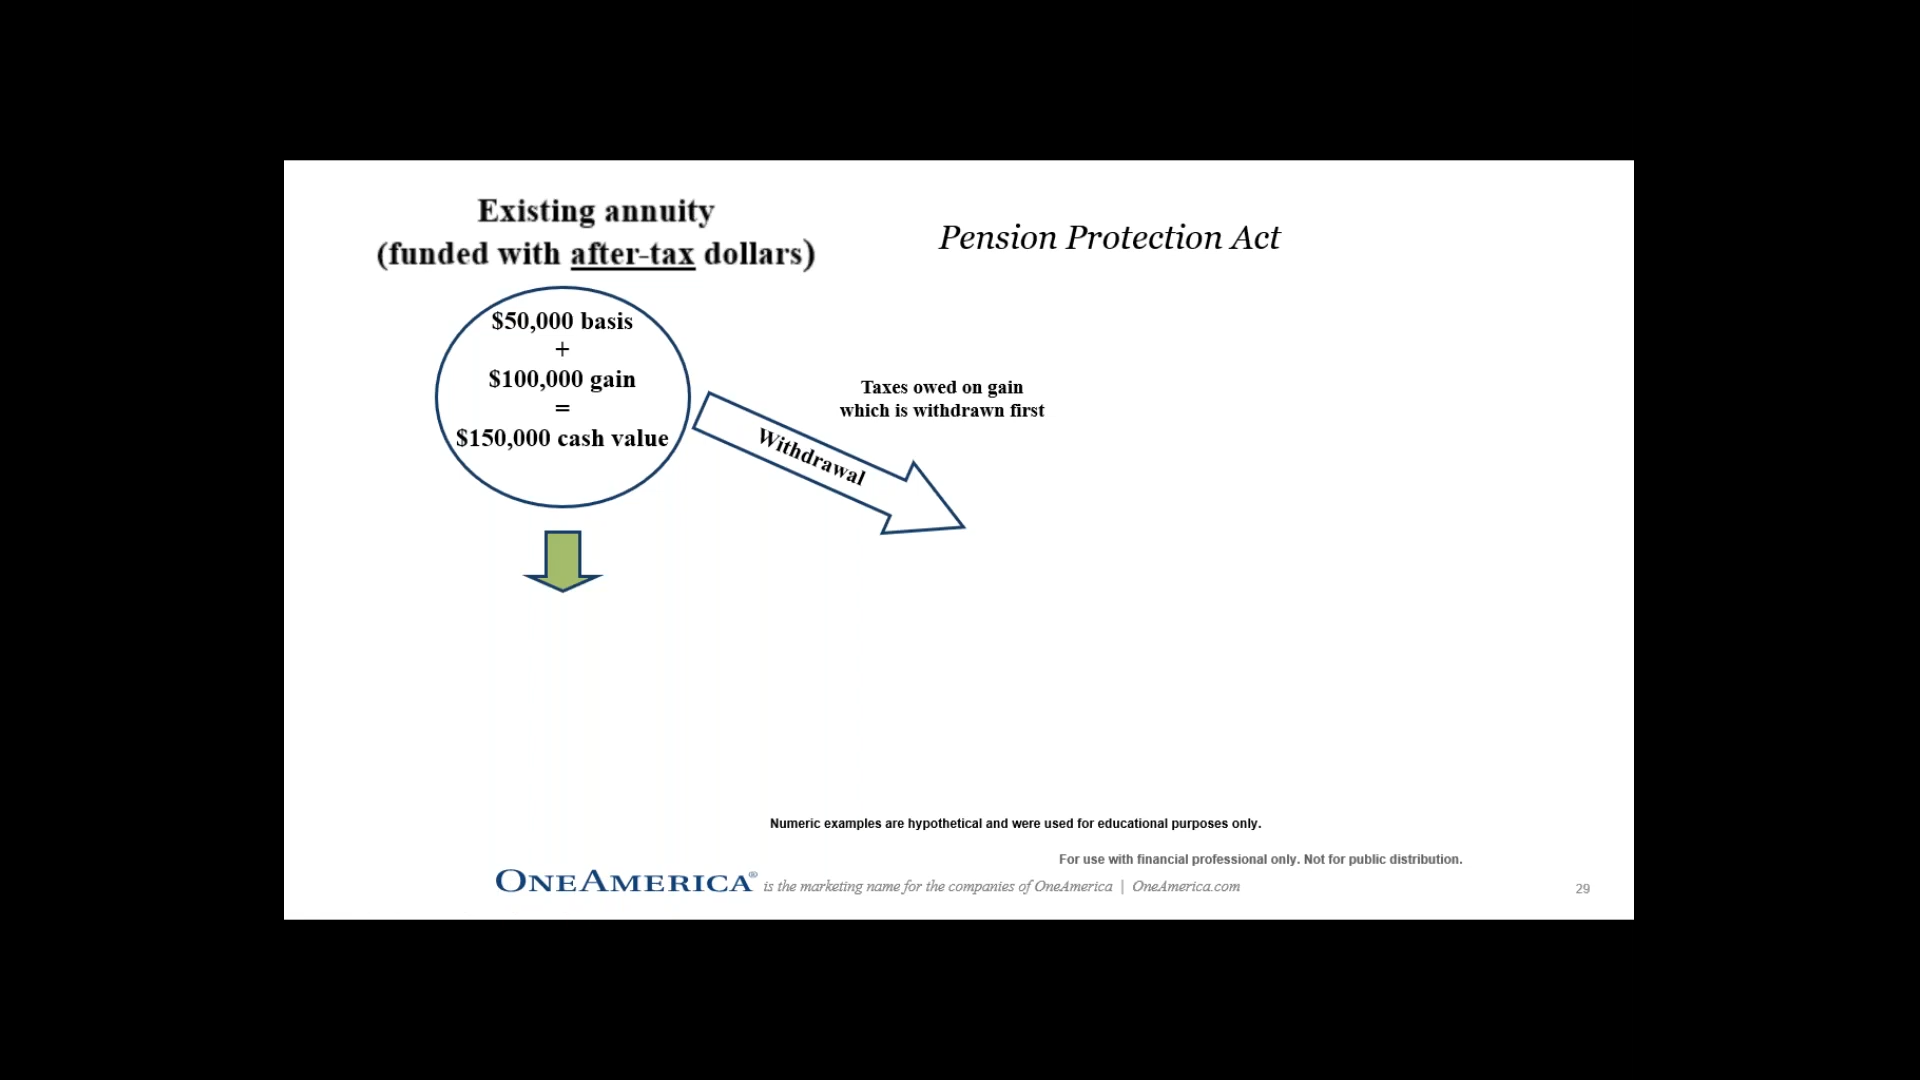 Existing annuity
(funded with after-tax dollars)
Pension Protection Act
$50,000 basis
+
$100,000 gain
=
$150,000 cash value
Taxes owed on gain
which is withdrawn first
Withdrawal
Numeric examples are hypothetical and were used for educational purposes only.
For use with financial professional only. Not for public distribution.
ONEAMERICA® is the marketing name for the companies of OneAmerica | OneAmerica.com
29